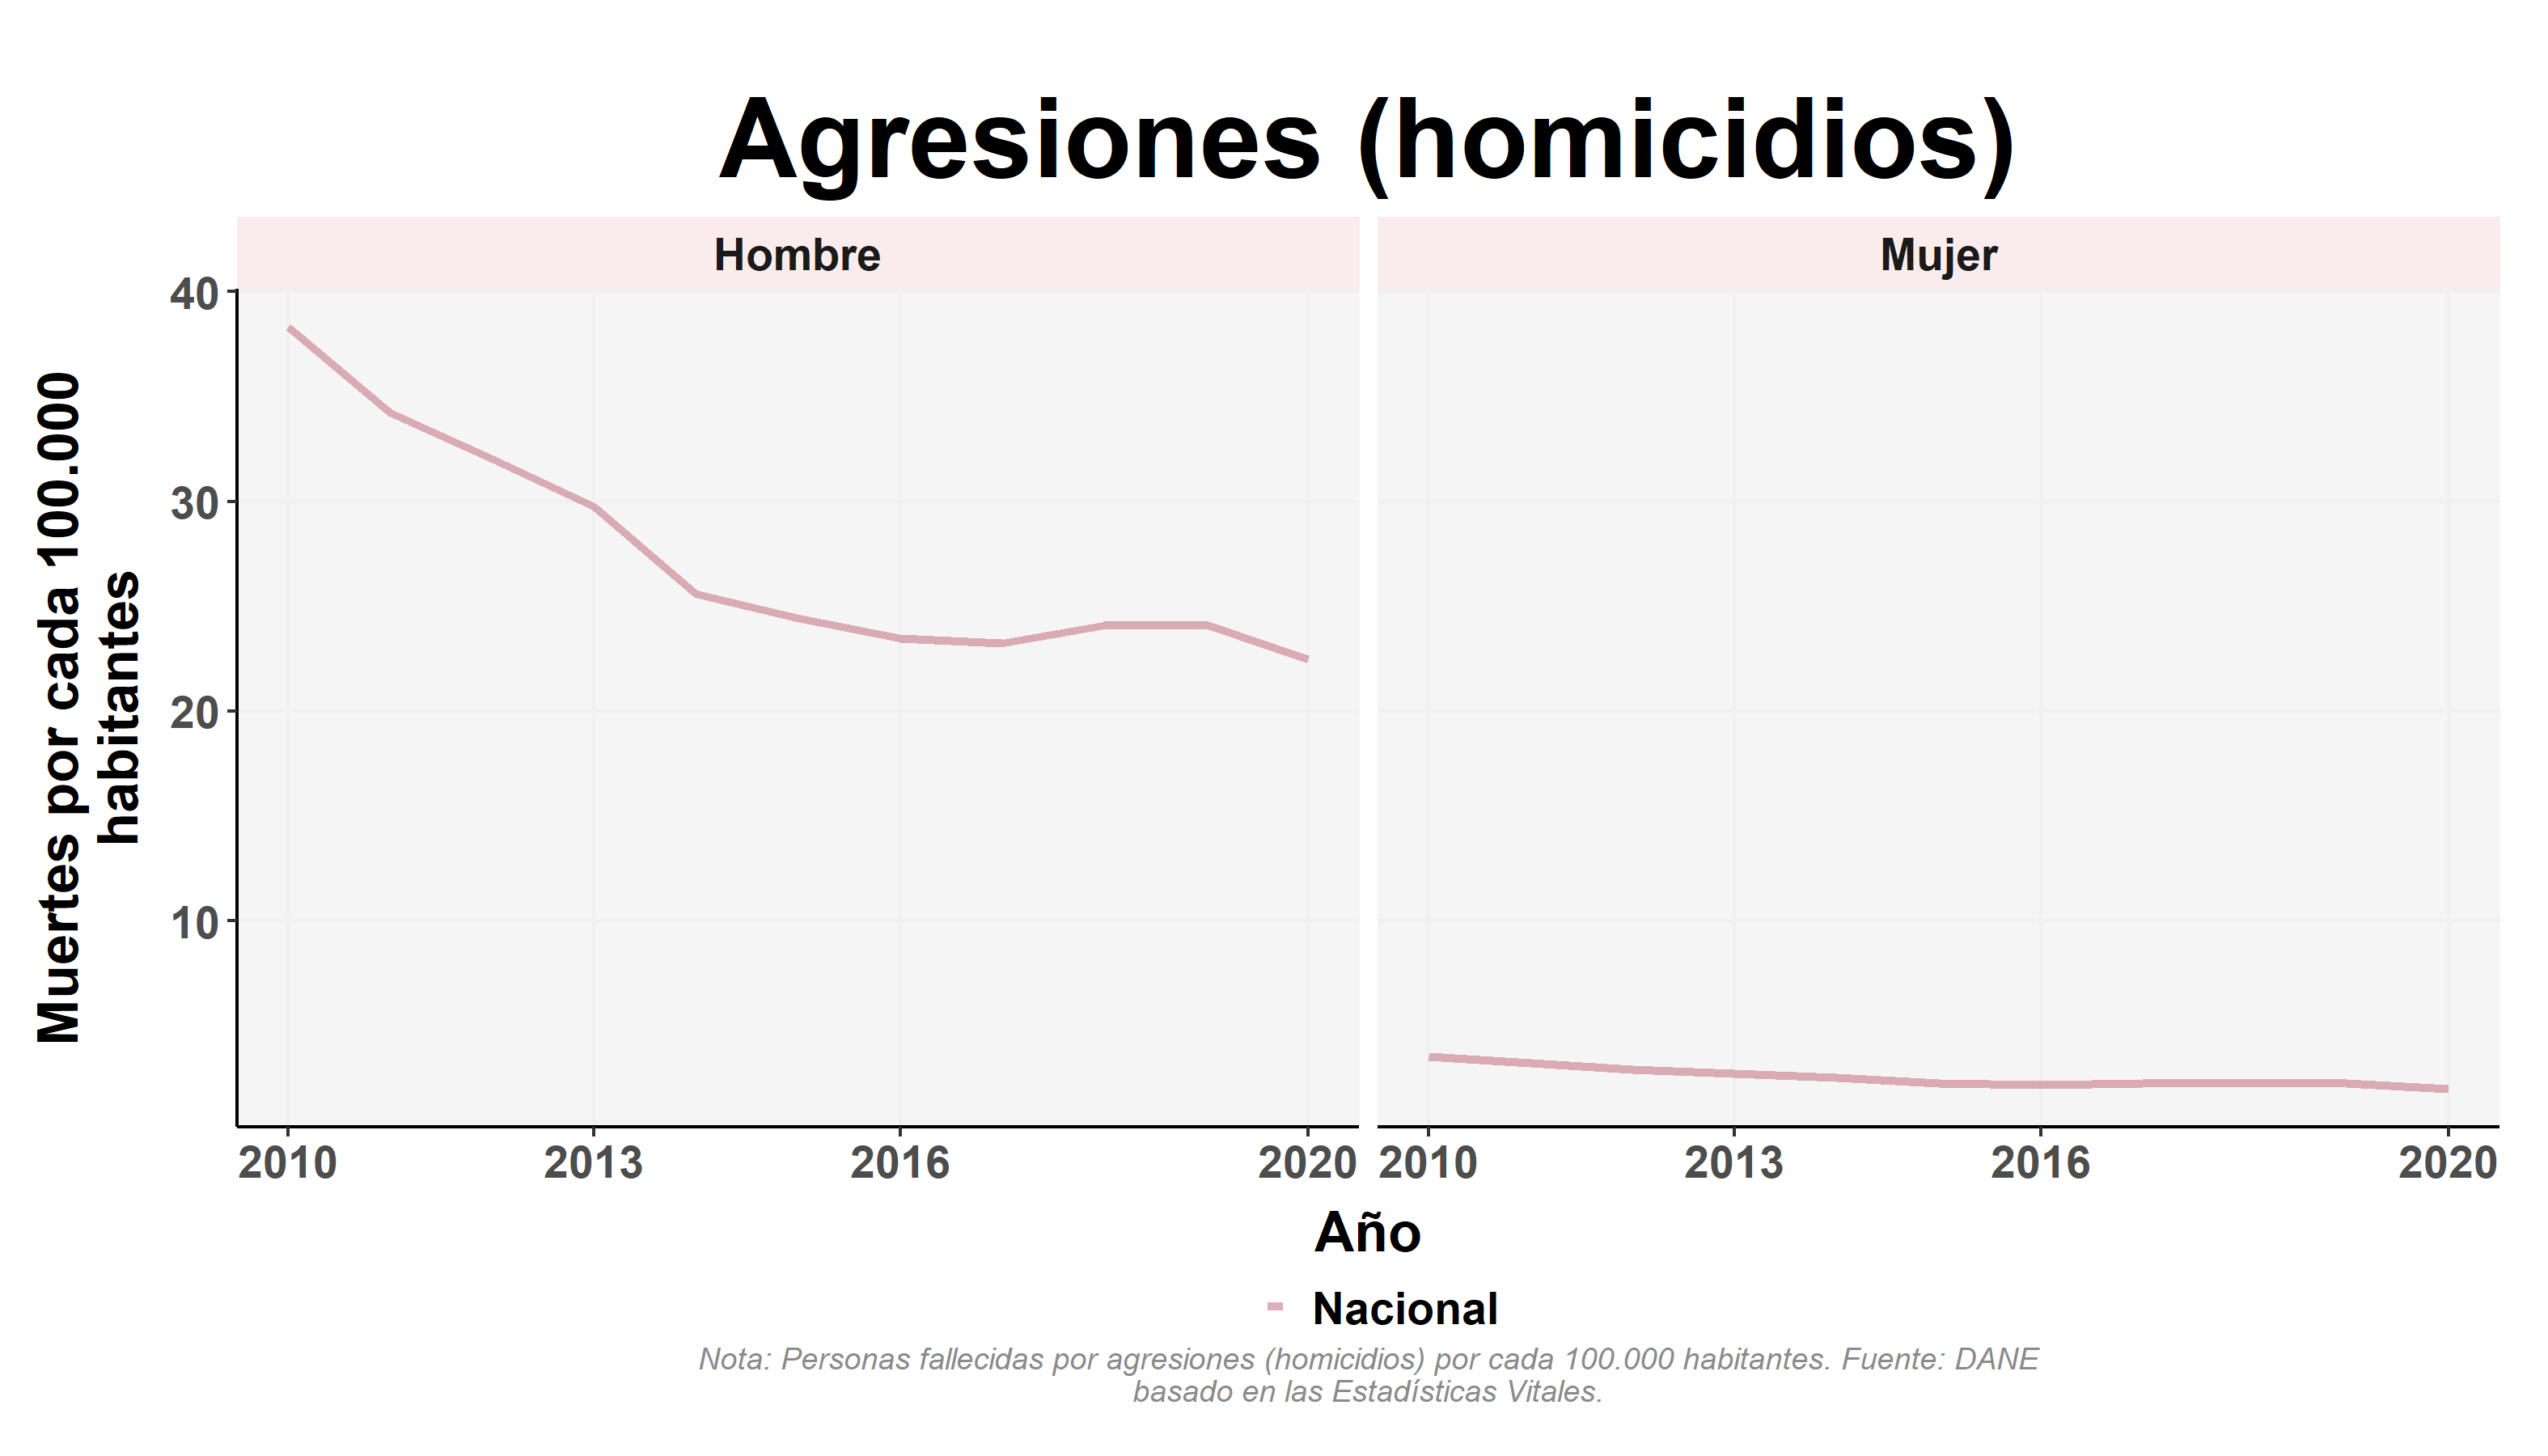 Agresiones (homicidios)
Hombre
Mujer
Muertes por cada 100.000
habitantes
40
30
20
10
2010
2013
2016
2020
2010
2013
2016
2020
Año
Nacional
Nota: Personas fallecidas por agresiones (homicidios) por cada 100.000 habitantes. Fuente: DANE
basado en las Estadísticas Vitales.